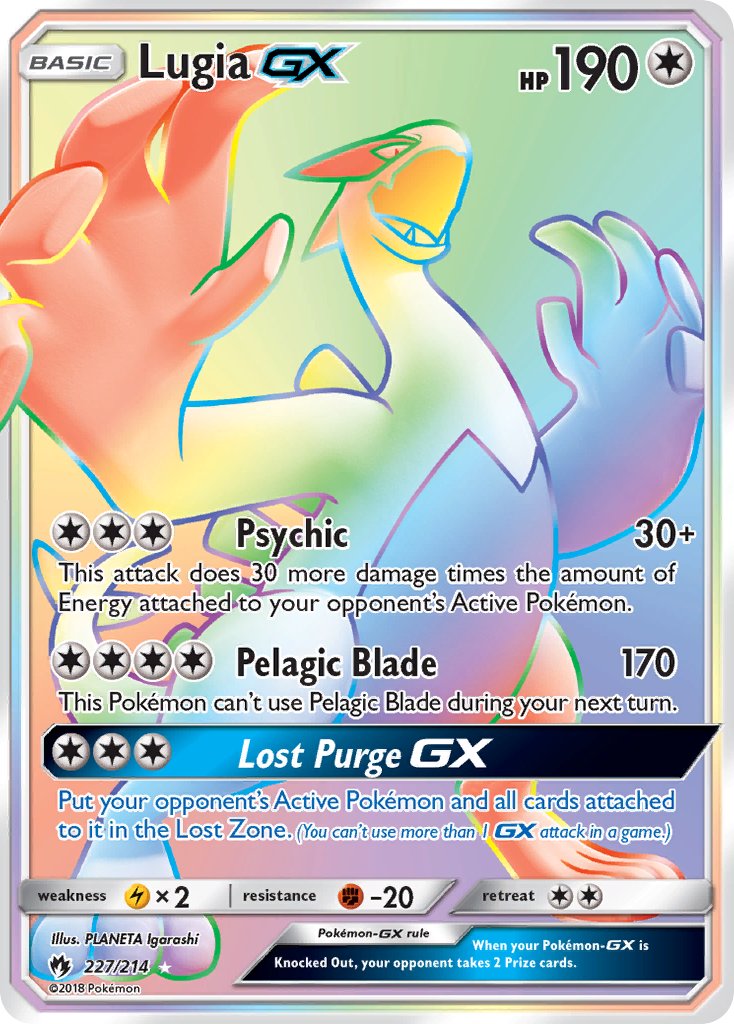 BASIC Lugia GX HP 190
Psychic 30+
This attack does 30 more damage times the amount of
Energy attached to your opponent's Active Pokémon.
Pelagic Blade 170
This Pokémon can't use Pelagic Blade during your next turn.
Lost Purge GX
Put your opponent's Active Pokémon and all cards attached
to it in the Lost Zone. (You can't use more than 1 GX attack in a game.)
weakness ×2 resistance -20 retreat
Illus. PLANETA Igarashi
227/214
©2018 Pokémon
Pokémon-GX rule
When your Pokémon-GX is
Knocked Out, your opponent takes 2 Prize cards.